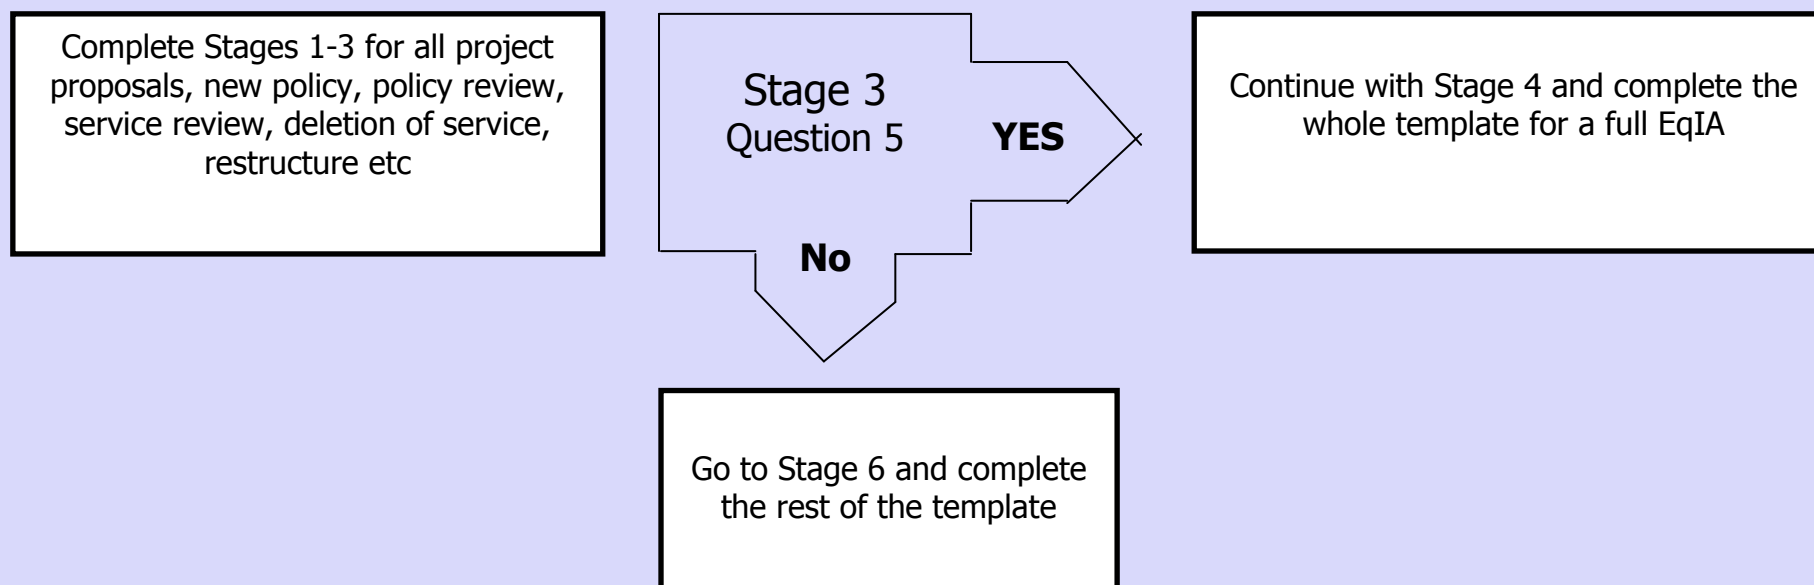 Complete Stages 1-3 for all project
proposals, new policy, policy review,
service review, deletion of service,
restructure etc
Stage 3
Question 5
YES
No
Continue with Stage 4 and complete the
whole template for a full EqIA
Go to Stage 6 and complete
the rest of the template